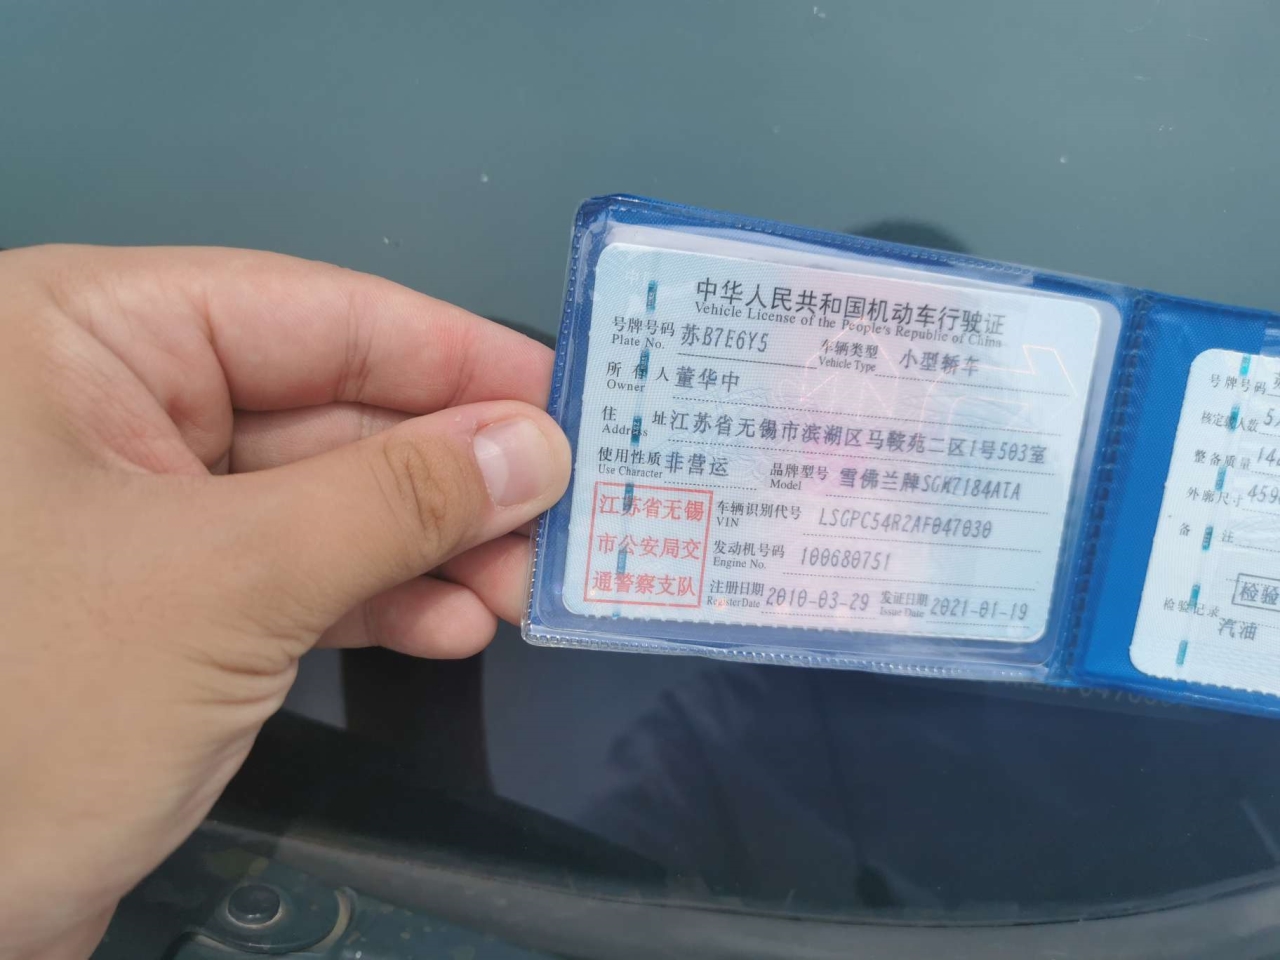 中华人民共和国机动车行驶证
Vehicle License of the People's Republic of China
号牌号码 苏B7E6Y5 车辆类型 小型轿车
Plate No. Vehicle Type
所有人 董华中
Owner
住址 江苏省无锡市滨湖区马鞍苑二区1号503室
Address
使用性质 非营运 品牌型号 雪佛兰牌SGM7184ATA
Use Character Model
江苏省无锡
市公安局交
通警察支队
车辆识别代号 LSGPC54R2AF047030
VIN
发动机号码 100680751
Engine No.
注册日期 2010-03-29 发证日期 2021-01-19
Register Date Issue Date
号牌号码
核定载人数
整备质量
外廓尺寸 459
备注
检验
检验记录
汽油